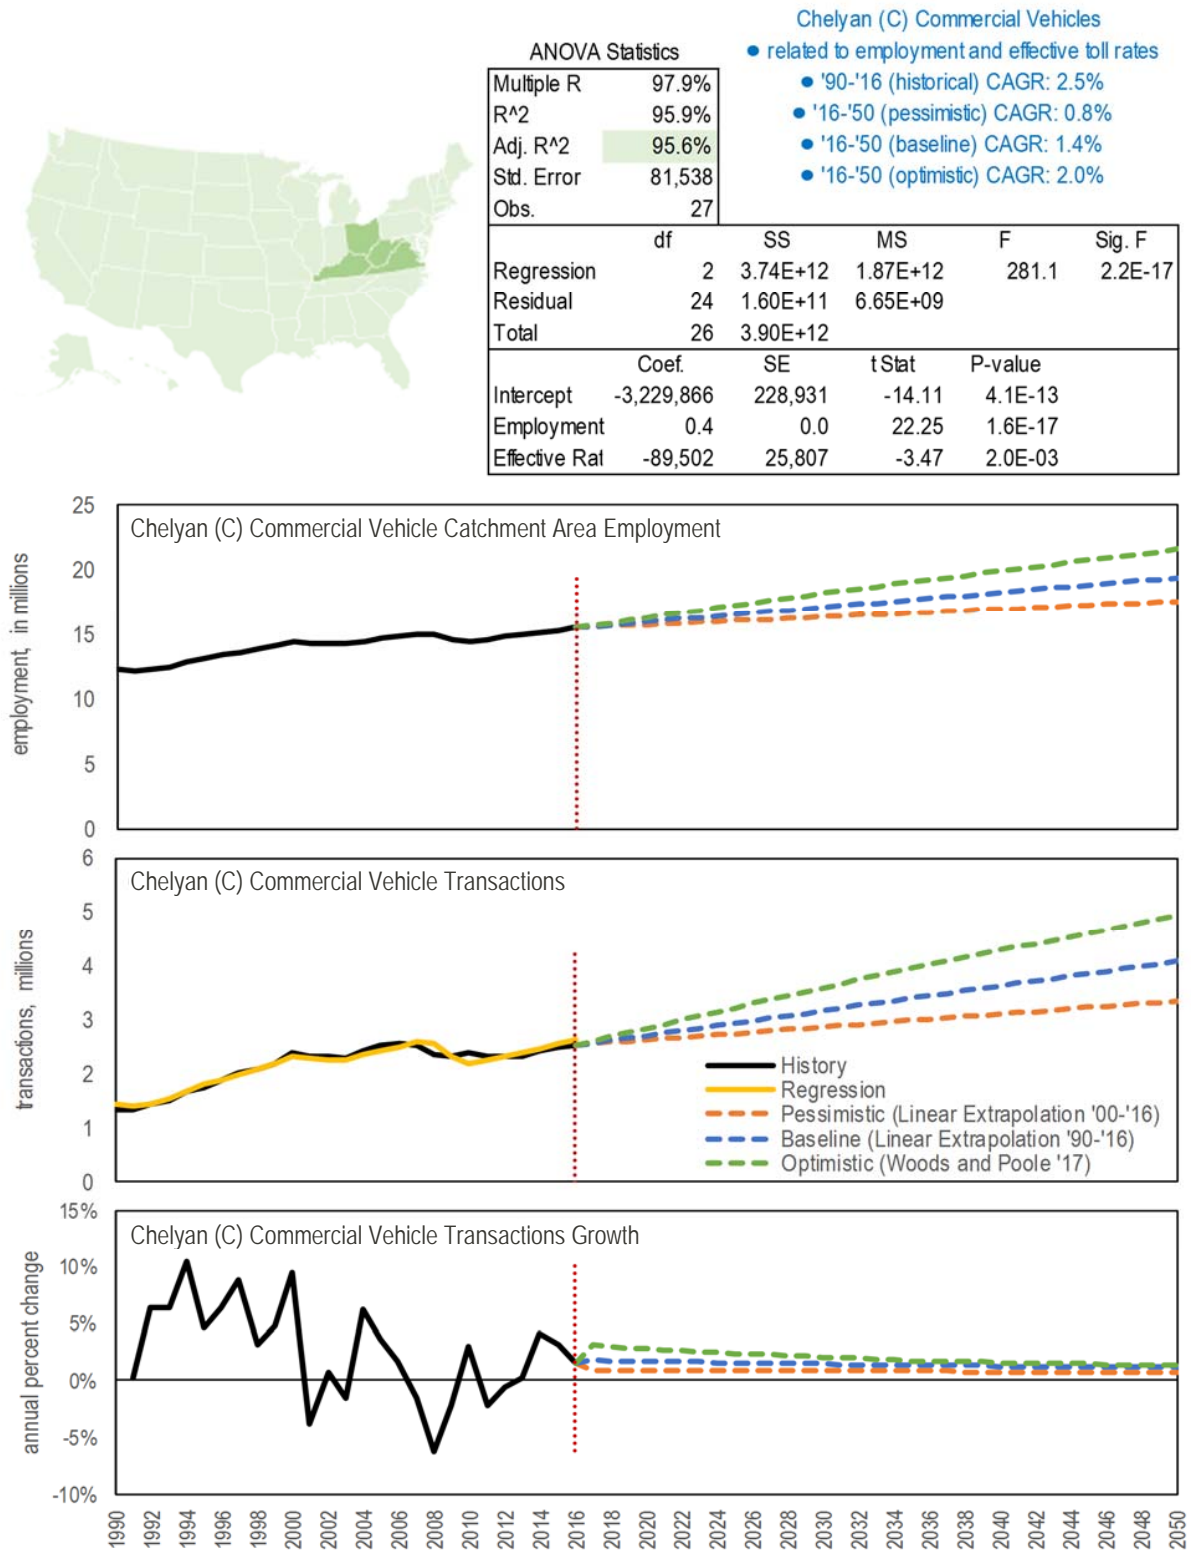 Chelyan (C) Commercial Vehicles
● related to employment and effective toll rates
● '90-'16 (historical) CAGR: 2.5%
● '16-'50 (pessimistic) CAGR: 0.8%
● '16-'50 (baseline) CAGR: 1.4%
● '16-'50 (optimistic) CAGR: 2.0%
ANOVA Statistics
Multiple R 97.9%
R^2 95.9%
Adj. R^2 95.6%
Std. Error 81,538
Obs. 27
df SS MS F Sig. F
Regression 2 3.74E+12 1.87E+12 281.1 2.2E-17
Residual 24 1.60E+11 6.65E+09
Total 26 3.90E+12
Coef. SE t Stat P-value
Intercept -3,229,866 228,931 -14.11 4.1E-13
Employment 0.4 0.0 22.25 1.6E-17
Effective Rat -89,502 25,807 -3.47 2.0E-03
Chelyan (C) Commercial Vehicle Catchment Area Employment
employment, in millions
25
20
15
10
5
0
Chelyan (C) Commercial Vehicle Transactions
transactions, millions
6
5
4
3
2
1
0
History
Regression
Pessimistic (Linear Extrapolation '00-'16)
Baseline (Linear Extrapolation '90-'16)
Optimistic (Woods and Poole '17)
Chelyan (C) Commercial Vehicle Transactions Growth
annual percent change
15%
10%
5%
0%
-5%
-10%
1990 1992 1994 1996 1998 2000 2002 2004 2006 2008 2010 2012 2014 2016 2018 2020 2022 2024 2026 2028 2030 2032 2034 2036 2038 2040 2042 2044 2046 2048 2050